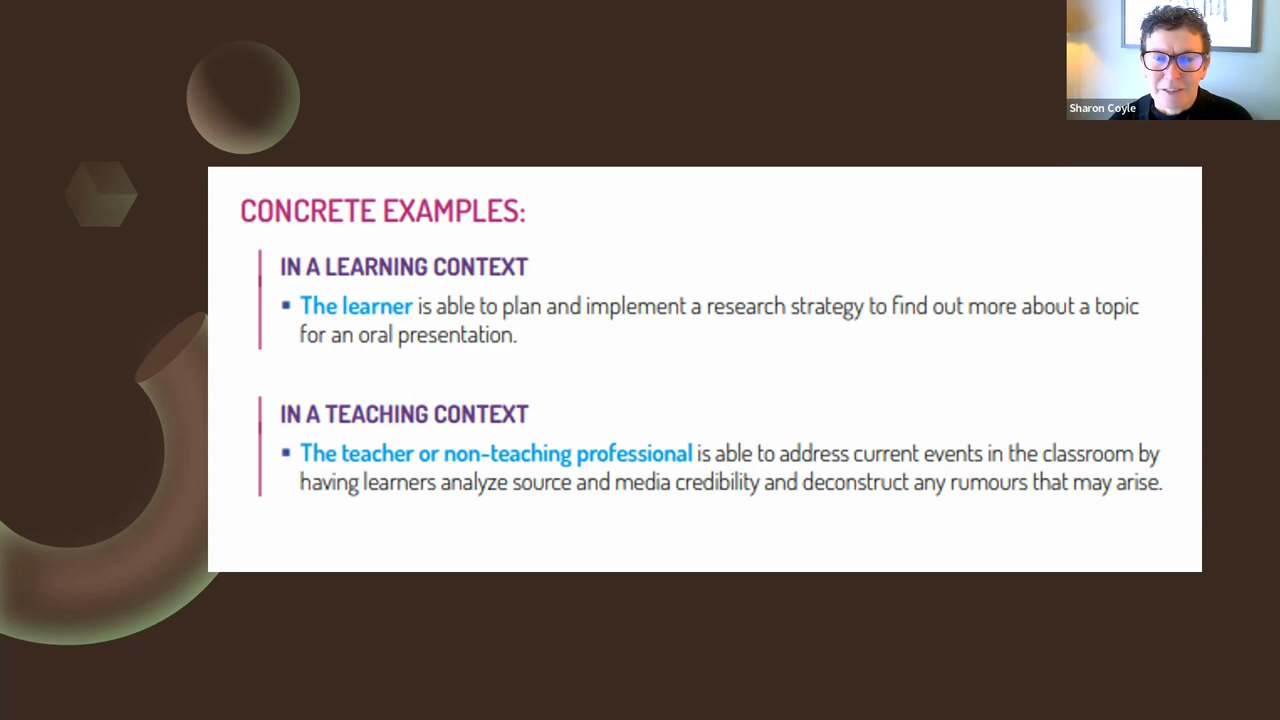 Sharon Coyle
CONCRETE EXAMPLES:
IN A LEARNING CONTEXT
▪ The learner is able to plan and implement a research strategy to find out more about a topic
for an oral presentation.
IN A TEACHING CONTEXT
▪ The teacher or non-teaching professional is able to address current events in the classroom by
having learners analyze source and media credibility and deconstruct any rumours that may arise.